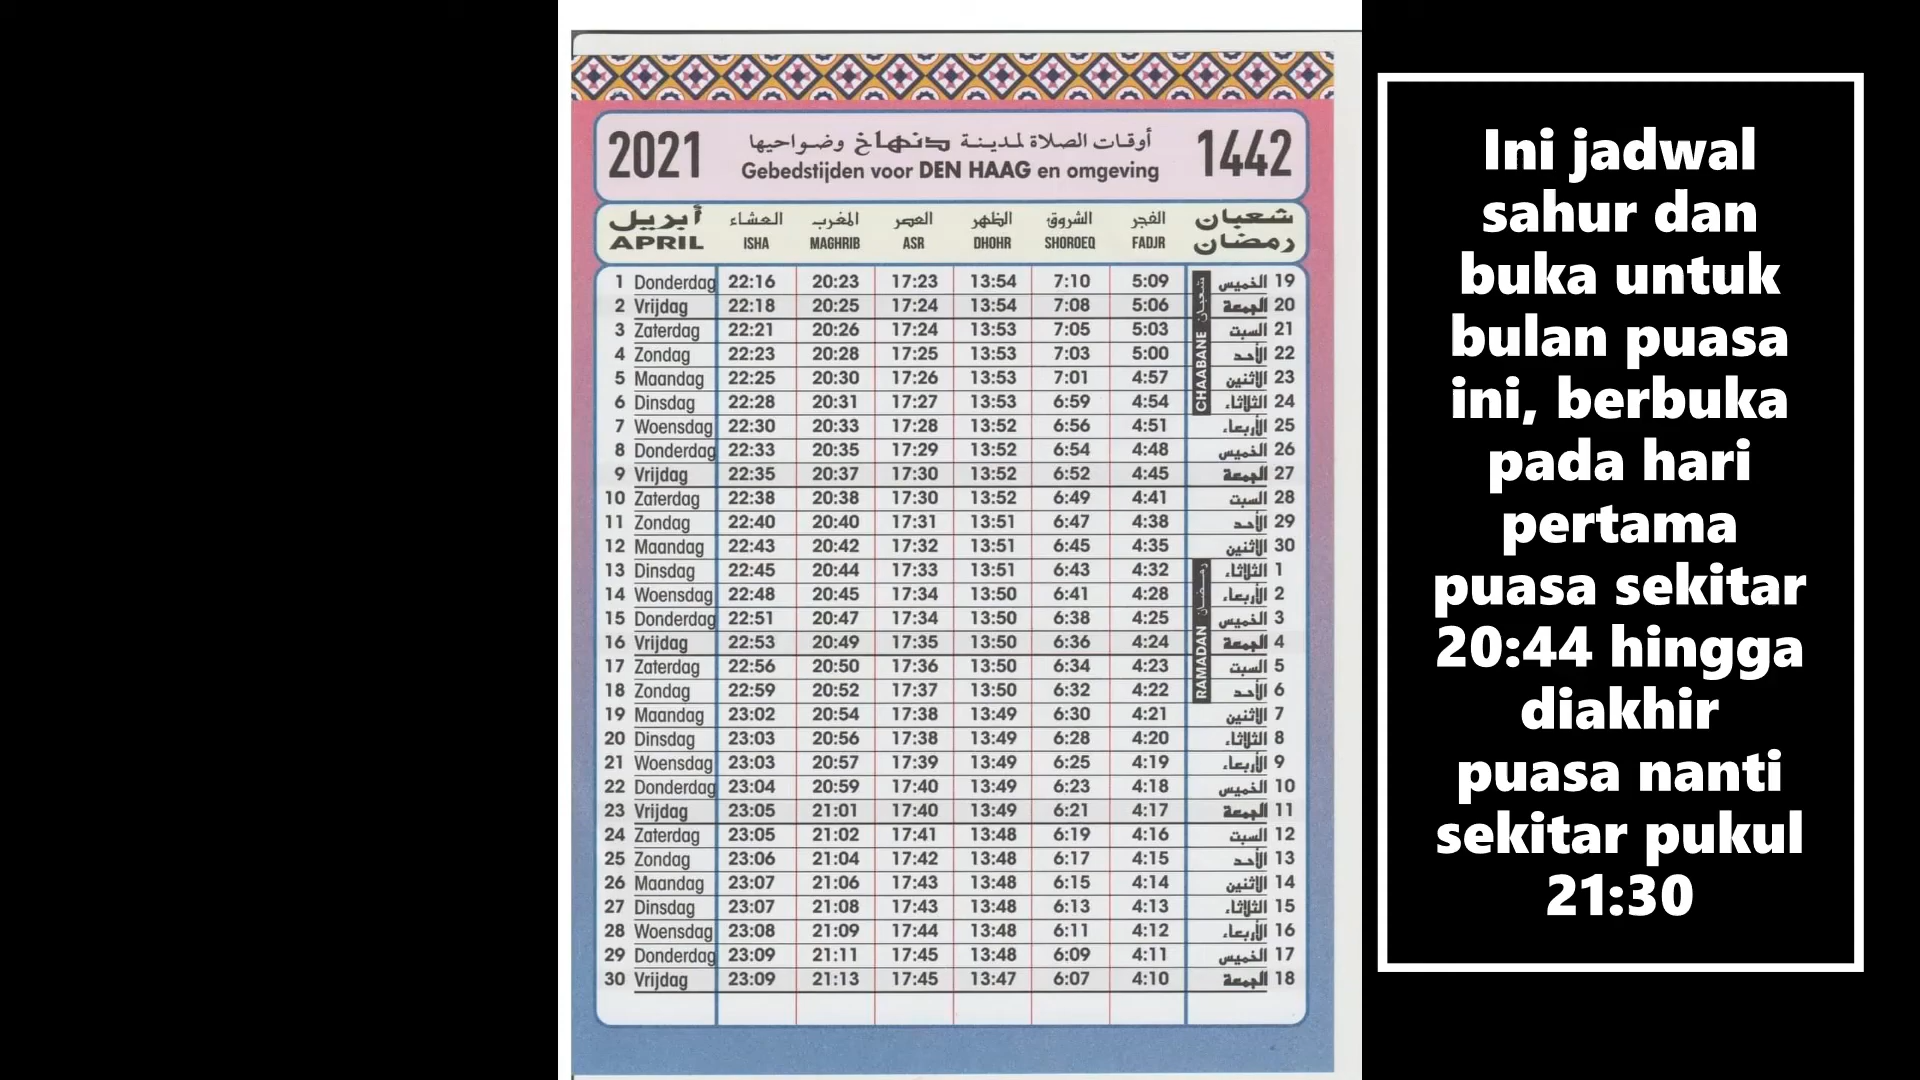 2021
أوقات الصلاة لمدينة دنهاخ وضواحيها
Gebedstijden voor DEN HAAG en omgeving
1442
أبريل العشاء المغرب العصر الظهر الشروق الفجر شعبان
APRIL ISHA MAGHRIB ASR DHOHR SHOROEQ FADJR رمضان
CHAABANE شعبان
1 Donderdag 22:16 20:23 17:23 13:54 7:10 5:09 الخميس 19
2 Vrijdag 22:18 20:25 17:24 13:54 7:08 5:06 الجمعة 20
3 Zaterdag 22:21 20:26 17:24 13:53 7:05 5:03 السبت 21
4 Zondag 22:23 20:28 17:25 13:53 7:03 5:00 الأحد 22
5 Maandag 22:25 20:30 17:26 13:53 7:01 4:57 الاثنين 23
6 Dinsdag 22:28 20:31 17:27 13:53 6:59 4:54 الثلاثاء 24
7 Woensdag 22:30 20:33 17:28 13:52 6:56 4:51 الأربعاء 25
8 Donderdag 22:33 20:35 17:29 13:52 6:54 4:48 الخميس 26
9 Vrijdag 22:35 20:37 17:30 13:52 6:52 4:45 الجمعة 27
10 Zaterdag 22:38 20:38 17:30 13:52 6:49 4:41 السبت 28
11 Zondag 22:40 20:40 17:31 13:51 6:47 4:38 الأحد 29
12 Maandag 22:43 20:42 17:32 13:51 6:45 4:35 الاثنين 30
RAMADAN رمضان
13 Dinsdag 22:45 20:44 17:33 13:51 6:43 4:32 الثلاثاء 1
14 Woensdag 22:48 20:45 17:34 13:50 6:41 4:28 الأربعاء 2
15 Donderdag 22:51 20:47 17:34 13:50 6:38 4:25 الخميس 3
16 Vrijdag 22:53 20:49 17:35 13:50 6:36 4:24 الجمعة 4
17 Zaterdag 22:56 20:50 17:36 13:50 6:34 4:23 السبت 5
18 Zondag 22:59 20:52 17:37 13:50 6:32 4:22 الأحد 6
19 Maandag 23:02 20:54 17:38 13:49 6:30 4:21 الاثنين 7
20 Dinsdag 23:03 20:56 17:38 13:49 6:28 4:20 الثلاثاء 8
21 Woensdag 23:03 20:57 17:39 13:49 6:25 4:19 الأربعاء 9
22 Donderdag 23:04 20:59 17:40 13:49 6:23 4:18 الخميس 10
23 Vrijdag 23:05 21:01 17:40 13:49 6:21 4:17 الجمعة 11
24 Zaterdag 23:05 21:02 17:41 13:48 6:19 4:16 السبت 12
25 Zondag 23:06 21:04 17:42 13:48 6:17 4:15 الأحد 13
26 Maandag 23:07 21:06 17:43 13:48 6:15 4:14 الاثنين 14
27 Dinsdag 23:07 21:08 17:43 13:48 6:13 4:13 الثلاثاء 15
28 Woensdag 23:08 21:09 17:44 13:48 6:11 4:12 الأربعاء 16
29 Donderdag 23:09 21:11 17:45 13:48 6:09 4:11 الخميس 17
30 Vrijdag 23:09 21:13 17:45 13:47 6:07 4:10 الجمعة 18
Ini jadwal
sahur dan
buka untuk
bulan puasa
ini, berbuka
pada hari
pertama
puasa sekitar
20:44 hingga
diakhir
puasa nanti
sekitar pukul
21:30